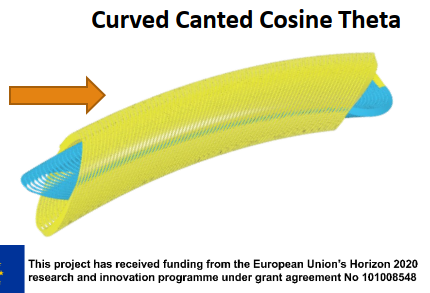 Curved Canted Cosine Theta
This project has received funding from the European Union's Horizon 2020
research and innovation programme under grant agreement No 101008548